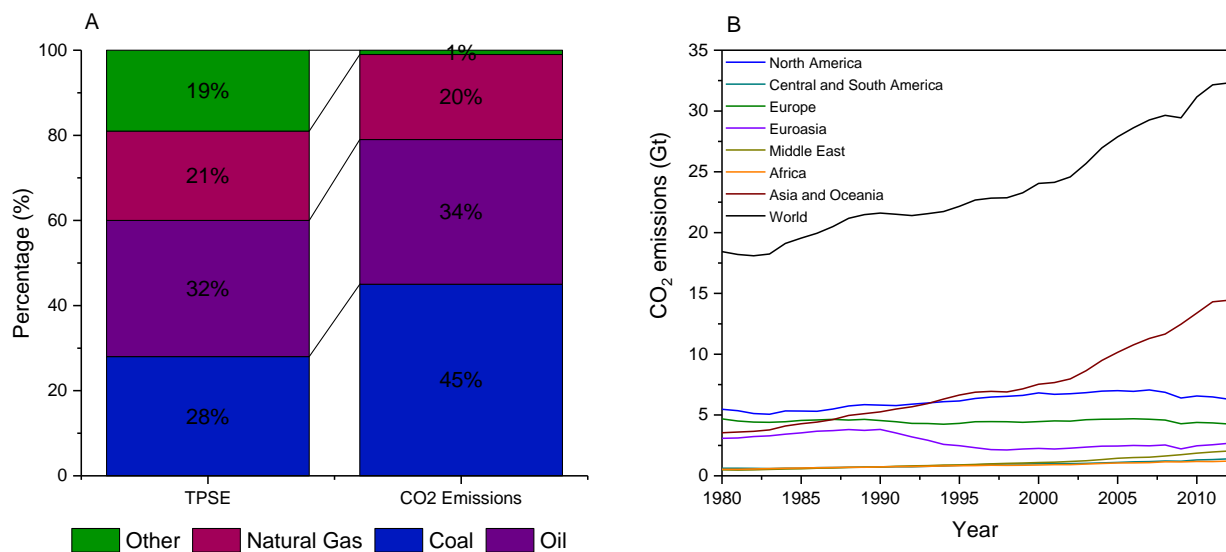 A
Percentage (%)
100
80
60
40
20
0
19%
21%
32%
28%
1%
20%
34%
45%
TPSE
CO2 Emissions
Other Natural Gas Coal Oil
B
CO₂ emissions (Gt)
35
30
25
20
15
10
5
0
North America
Central and South America
Europe
Euroasia
Middle East
Africa
Asia and Oceania
World
1980 1985 1990 1995 2000 2005 2010
Year